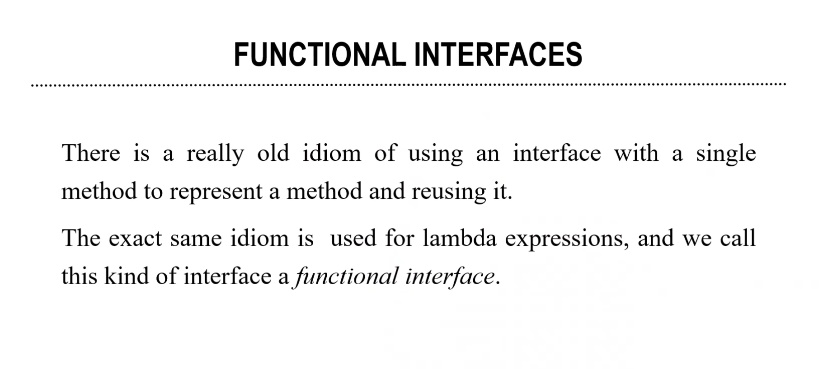 FUNCTIONAL INTERFACES
There is a really old idiom of using an interface with a single
method to represent a method and reusing it.
The exact same idiom is  used for lambda expressions, and we call
this kind of interface a functional interface.